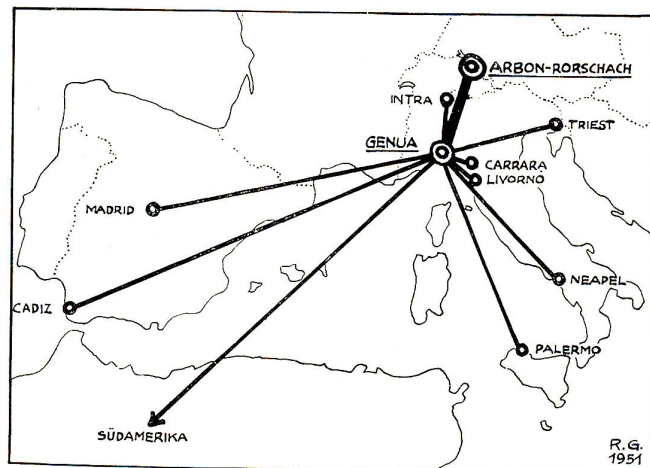 ARBON-RORSCHACH
INTRA
TRIEST
GENUA
CARRARA
LIVORNO
MADRID
NEAPEL
CADIZ
PALERMO
SÜDAMERIKA
R.G.
1951